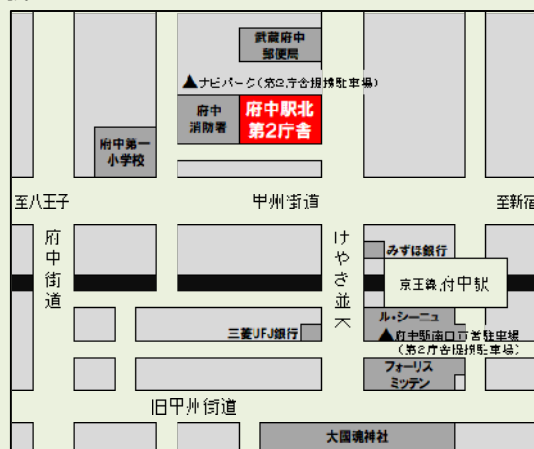 武蔵府中
郵便局
▲ナビパーク(第2庁舎提携駐車場)
府中
消防署
府中駅北
第2庁舎
府中第一
小学校
至八王子
甲州街道
至新宿
府中街道
けやき並木
みずほ銀行
京王線府中駅
ル・シーニュ
三菱UFJ銀行
▲府中駅南口市営駐車場
(第2庁舎提携駐車場)
フォーリス
ミッテン
旧甲州街道
大国魂神社